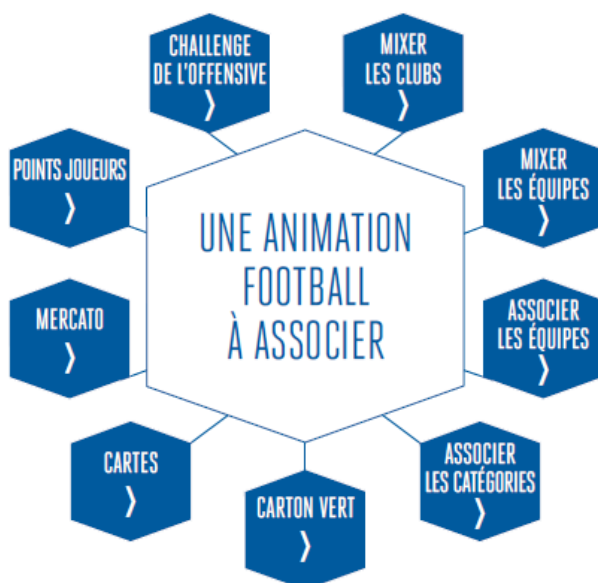 CHALLENGE
DE L'OFFENSIVE
MIXER
LES CLUBS
POINTS JOUEURS
MIXER
LES ÉQUIPES
UNE ANIMATION
FOOTBALL
À ASSOCIER
MERCATO
ASSOCIER
LES ÉQUIPES
CARTES
CARTON VERT
ASSOCIER
LES CATÉGORIES